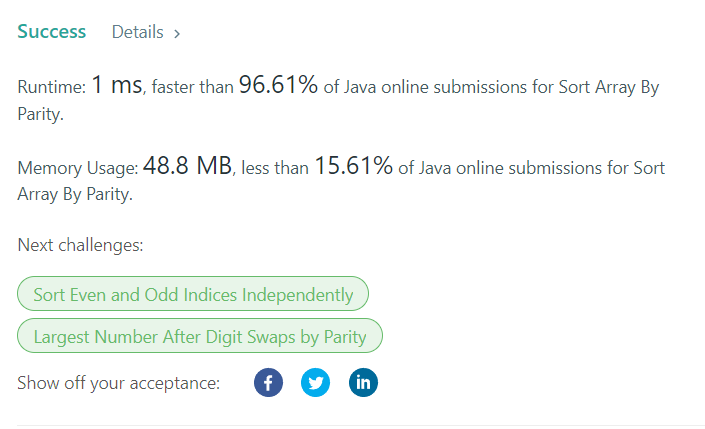 Success Details >
Runtime: 1 ms, faster than 96.61% of Java online submissions for Sort Array By
Parity.
Memory Usage: 48.8 MB, less than 15.61% of Java online submissions for Sort
Array By Parity.
Next challenges:
Sort Even and Odd Indices Independently
Largest Number After Digit Swaps by Parity
Show off your acceptance: f in